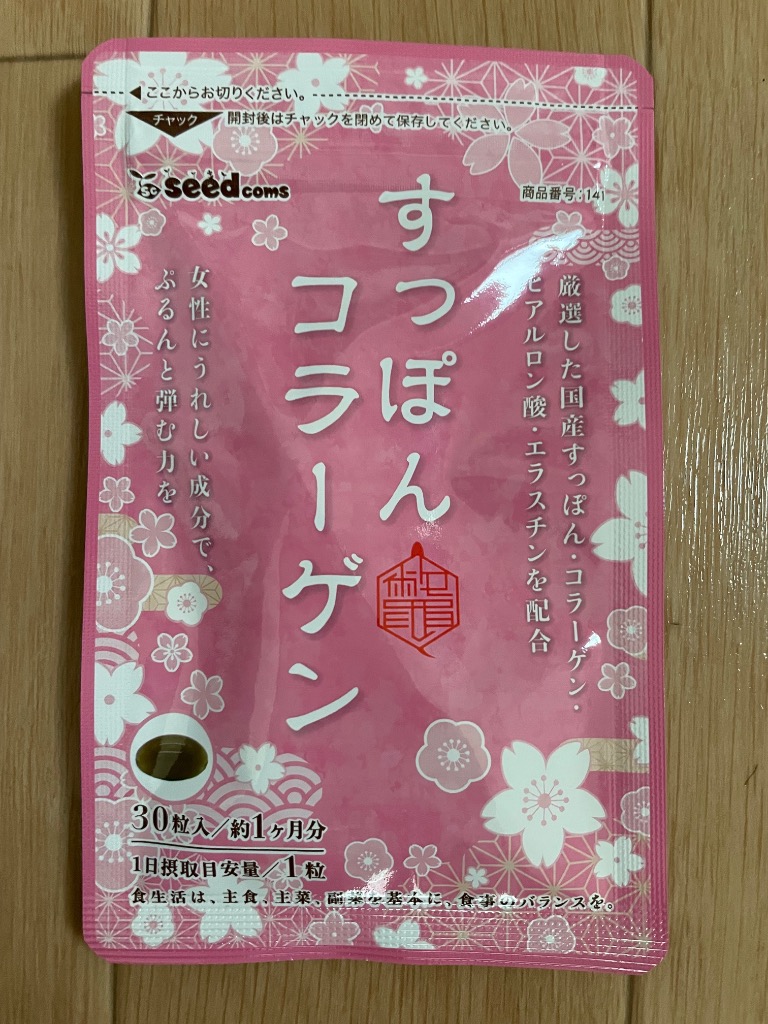 ここからお切りください。
チャック
開封後はチャックを閉めて保存してください。
seedcoms
商品番号:141
すっぽん
コラーゲン
厳選した国産すっぽん・コラーゲン・
ヒアルロン酸・エラスチンを配合
女性にうれしい成分で、
ぷるんと弾む力を
30粒入/約1ヶ月分
1日摂取目安量/1粒
食生活は、主食、主菜、副菜を基本に、食事のバランスを。